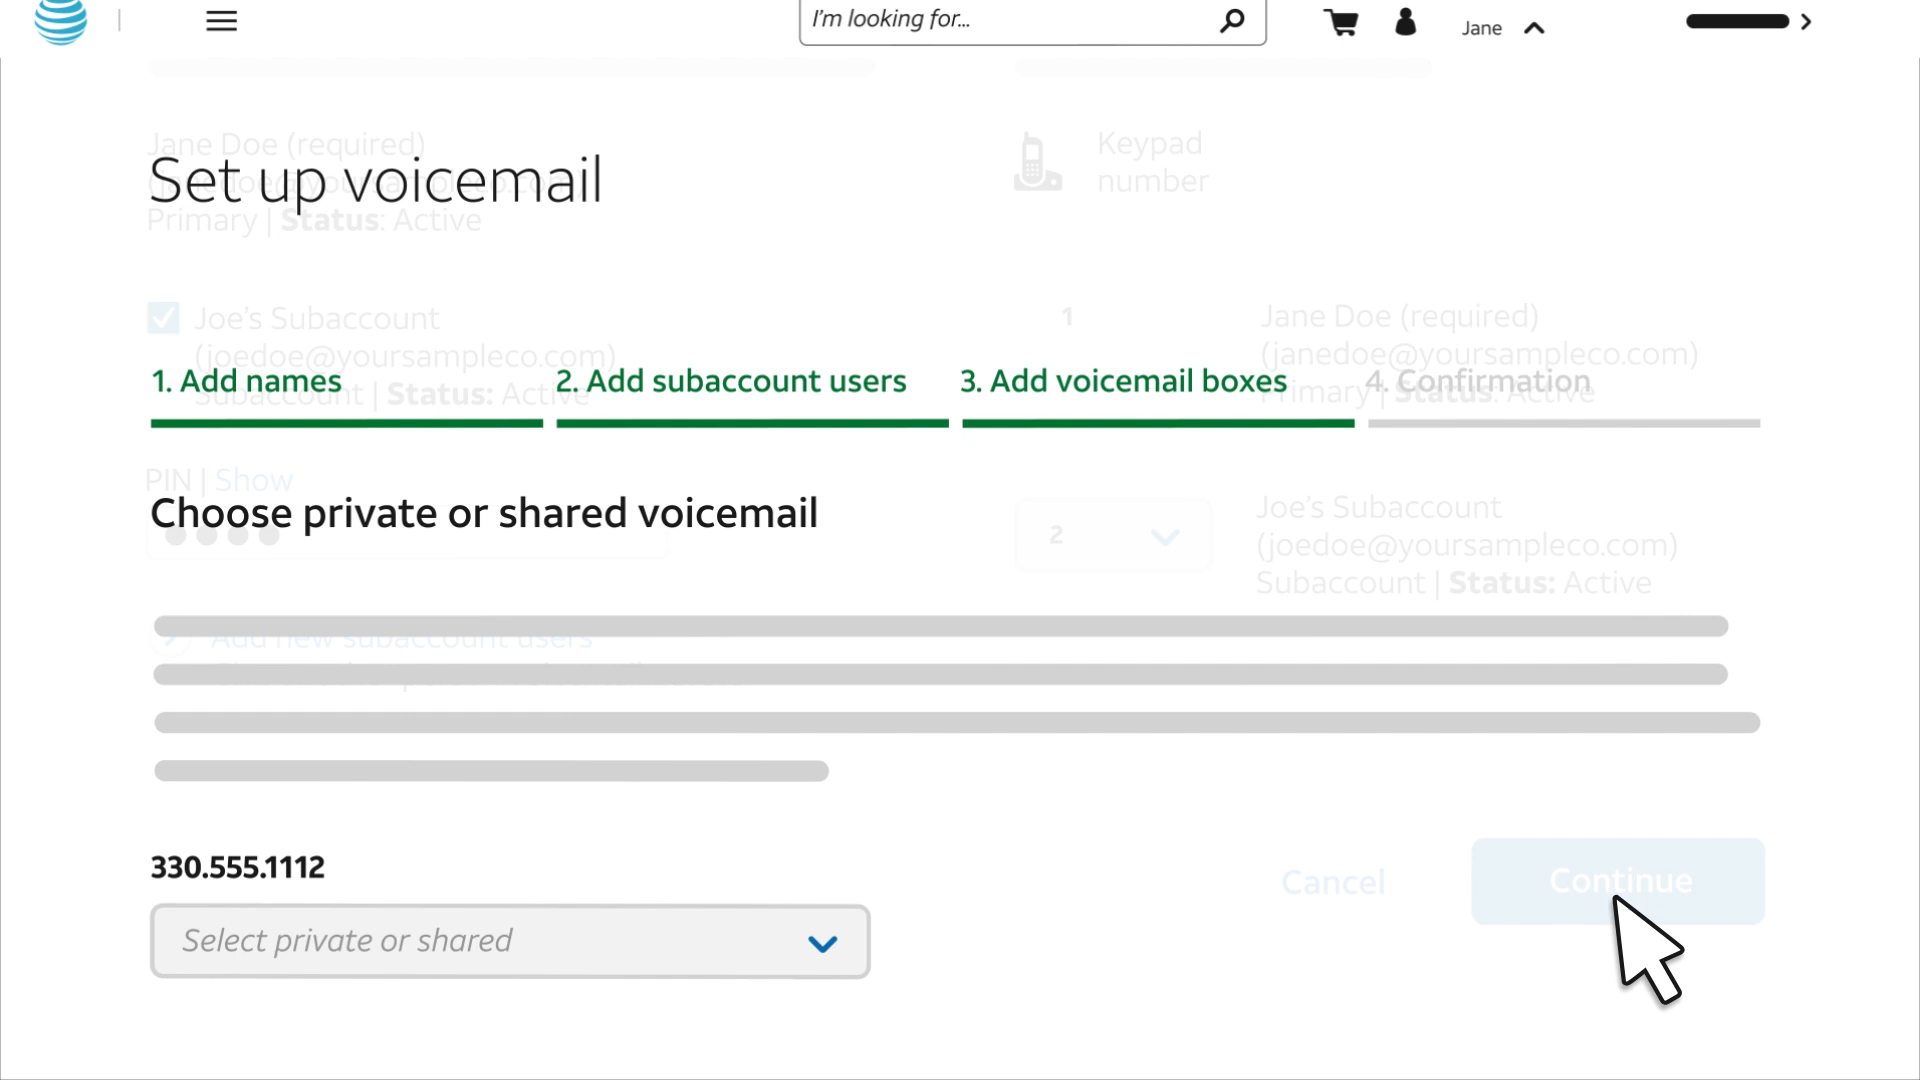 I'm looking for...
Jane
Jane Doe (required)
Keypad
number
Set up voicemail
(janedoe@yoursampleco.com)
Primary | Status: Active
Joe's Subaccount
(joedoe@yoursampleco.com)
Subaccount | Status: Active
1
Jane Doe (required)
(janedoe@yoursampleco.com)
Primary | Status: Active
1. Add names
2. Add subaccount users
3. Add voicemail boxes
4. Confirmation
PIN | Show
Choose private or shared voicemail
2
Joe's Subaccount
(joedoe@yoursampleco.com)
Subaccount | Status: Active
Add new subaccount users
330.555.1112
Select private or shared
Cancel
Continue